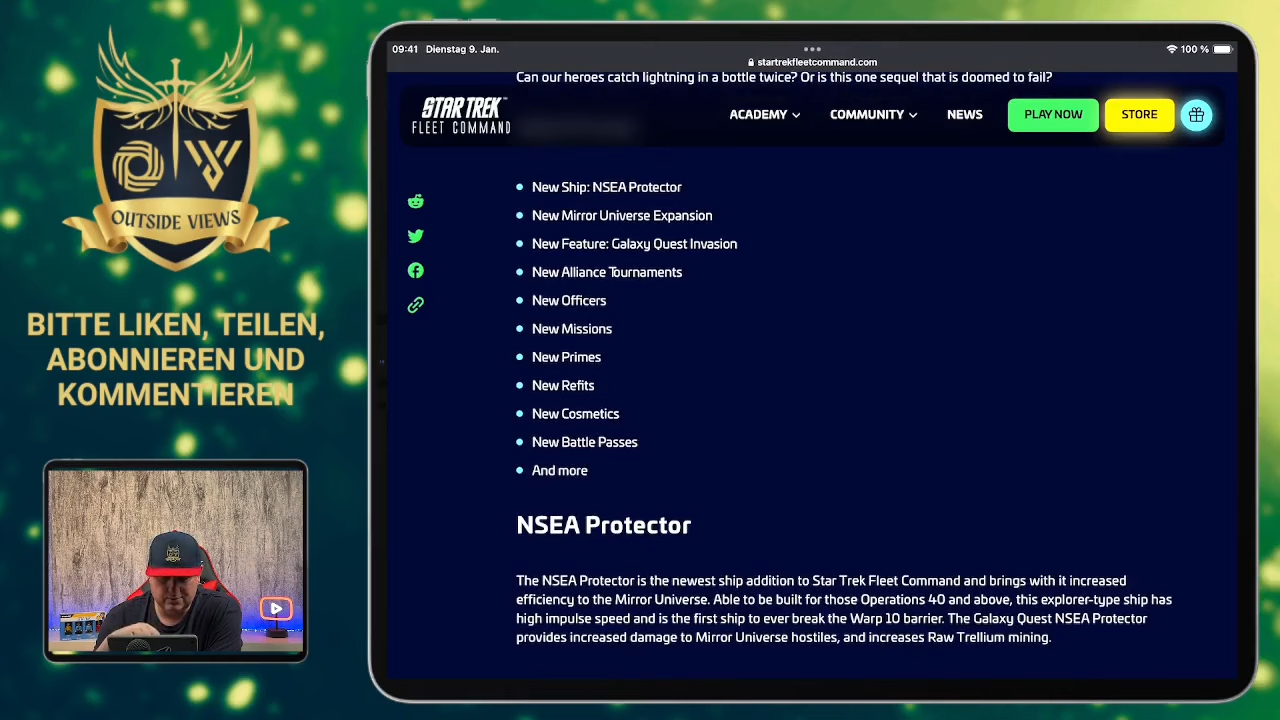 OUTSIDE VIEWS
BITTE LIKEN, TEILEN,
ABONNIEREN UND
KOMMENTIEREN
09:41 Dienstag 9. Jan.
100 %
startrekfleetcommand.com
Can our heroes catch lightning in a bottle twice? Or is this one sequel that is doomed to fail?
STAR TREK™
FLEET COMMAND
ACADEMY
COMMUNITY
NEWS
PLAY NOW
STORE
New Ship: NSEA Protector
New Mirror Universe Expansion
New Feature: Galaxy Quest Invasion
New Alliance Tournaments
New Officers
New Missions
New Primes
New Refits
New Cosmetics
New Battle Passes
And more
NSEA Protector
The NSEA Protector is the newest ship addition to Star Trek Fleet Command and brings with it increased
efficiency to the Mirror Universe. Able to be built for those Operations 40 and above, this explorer-type ship has
high impulse speed and is the first ship to ever break the Warp 10 barrier. The Galaxy Quest NSEA Protector
provides increased damage to Mirror Universe hostiles, and increases Raw Trellium mining.